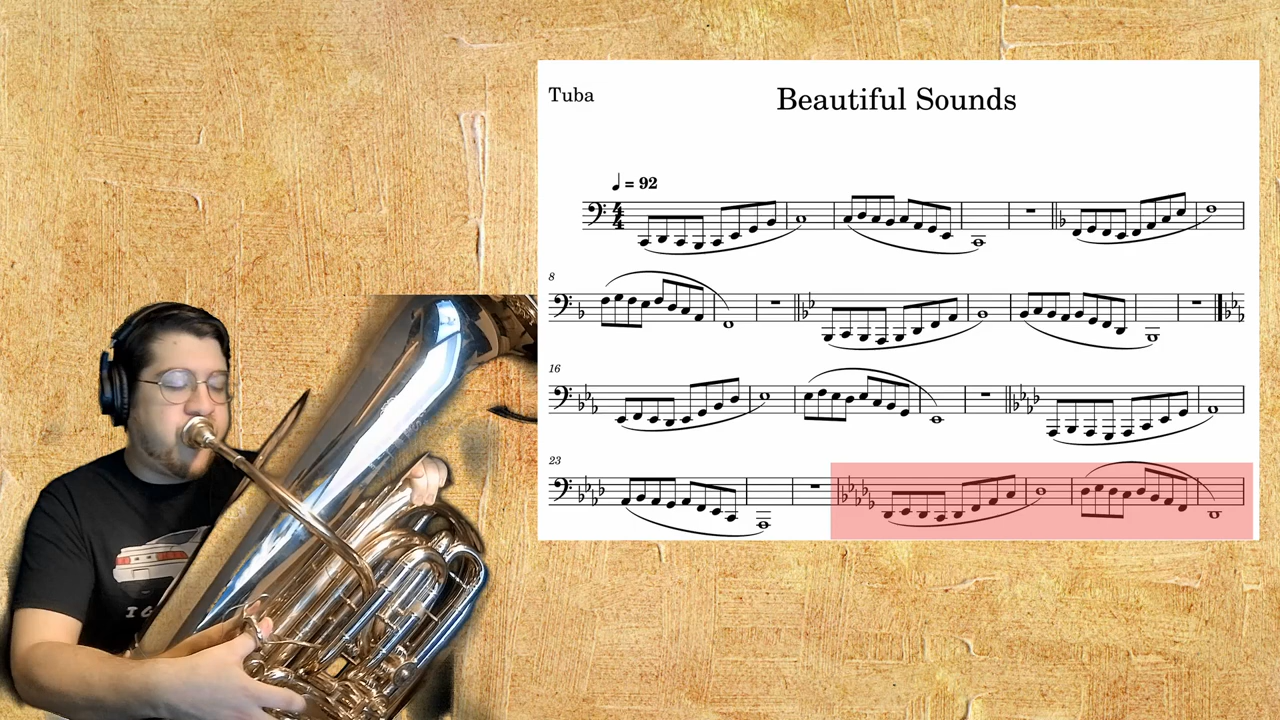 Tuba
Beautiful Sounds
♩ = 92
8
16
23
I G